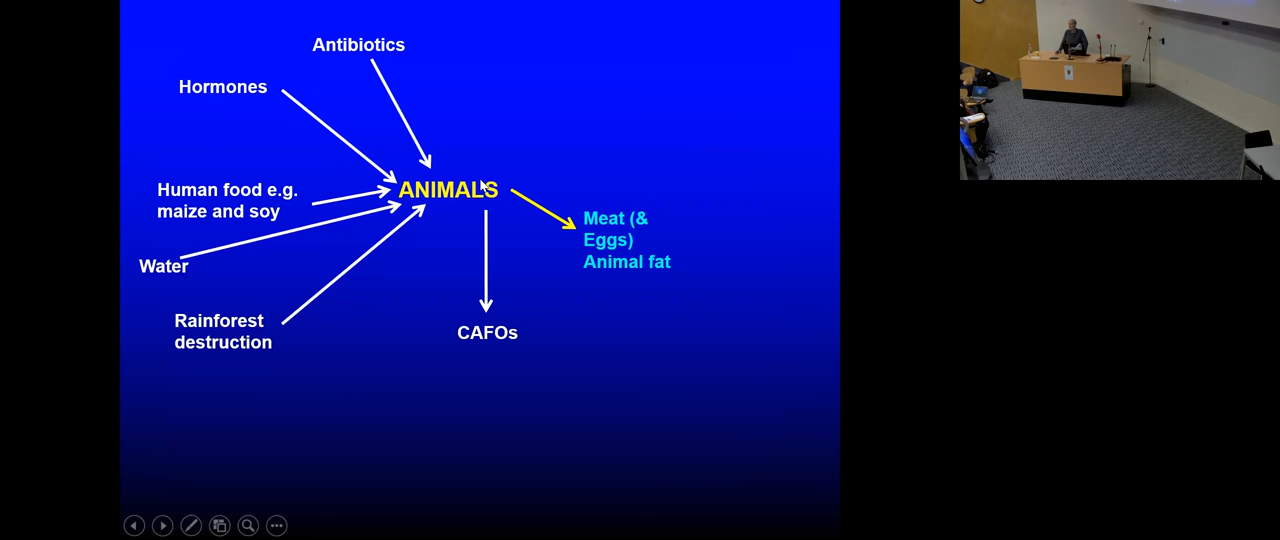 Antibiotics
Hormones
Human food e.g.
maize and soy
ANIMALS
Meat (&
Eggs)
Animal fat
Water
Rainforest
destruction
CAFOs